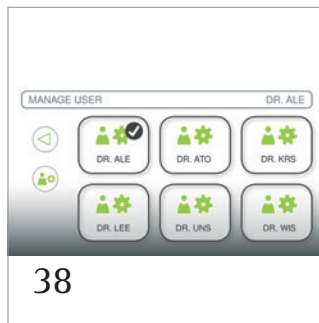 MANAGE USER DR. ALE
DR. ALE DR. ATO DR. KRS
DR. LEE DR. UNS DR. WIS
38